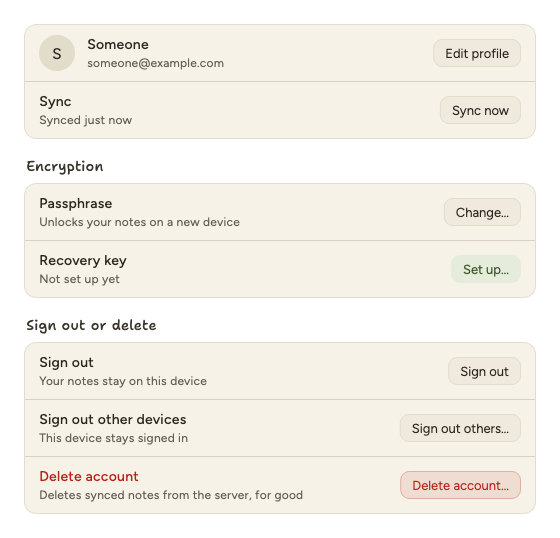 S
Someone
someone@example.com
Edit profile
Sync
Synced just now
Sync now
Encryption
Passphrase
Unlocks your notes on a new device
Change...
Recovery key
Not set up yet
Set up...
Sign out or delete
Sign out
Your notes stay on this device
Sign out
Sign out other devices
This device stays signed in
Sign out others...
Delete account
Deletes synced notes from the server, for good
Delete account...